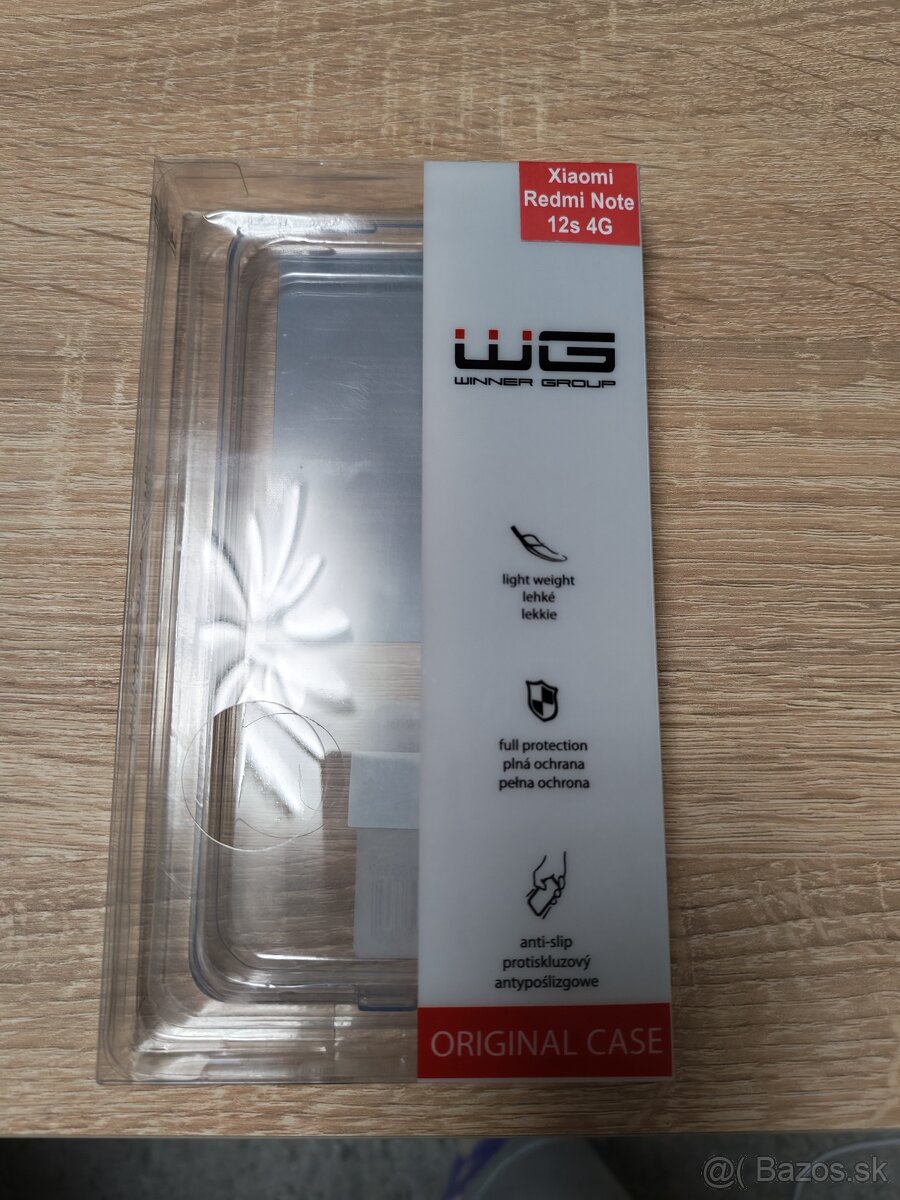 Xiaomi
Redmi Note
12s 4G
WG
WINNER GROUP
light weight
lehké
lekkie
full protection
plná ochrana
pełna ochrona
anti-slip
protiskluzový
antypoślizgowe
ORIGINAL CASE
@( Bazos.sk